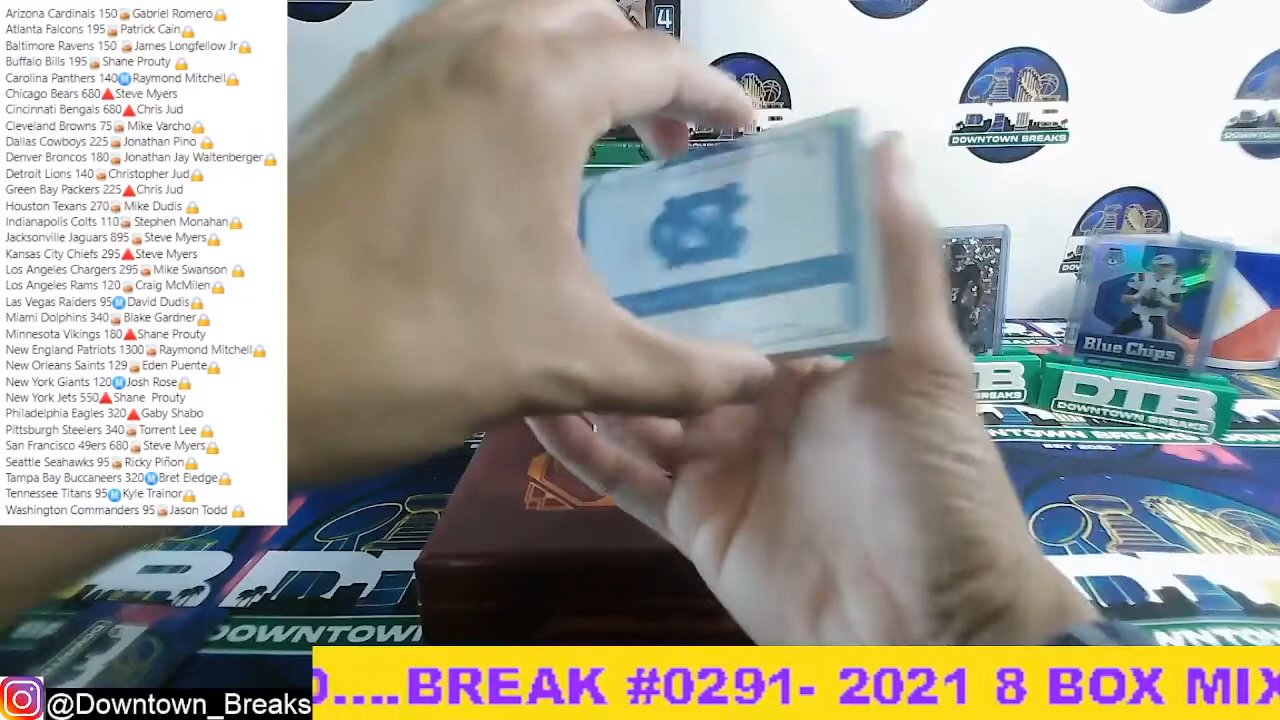 Arizona Cardinals 150 Gabriel Romero
Atlanta Falcons 195 Patrick Cain
Baltimore Ravens 150 James Longfellow Jr
Buffalo Bills 195 Shane Prouty
Carolina Panthers 140Ⓜ️Raymond Mitchell🔒
Chicago Bears 680🔺Steve Myers
Cincinnati Bengals 680🔺Chris Jud
Cleveland Browns 75 Mike Varcho
Dallas Cowboys 225 Jonathan Pino
Denver Broncos 180 Jonathan Jay Waltenberger
Detroit Lions 140 Christopher Jud
Green Bay Packers 225🔺Chris Jud
Houston Texans 270 Mike Dudis
Indianapolis Colts 110 Stephen Monahan
Jacksonville Jaguars 895 Steve Myers
Kansas City Chiefs 295🔺Steve Myers
Los Angeles Chargers 295 Mike Swanson
Los Angeles Rams 120 Craig McMilen
Las Vegas Raiders 95Ⓜ️David Dudis🔒
Miami Dolphins 340 Blake Gardner
Minnesota Vikings 180🔺Shane Prouty
New England Patriots 1300 Raymond Mitchell
New Orleans Saints 129 Eden Puente
New York Giants 120Ⓜ️Josh Rose🔒
New York Jets 550🔺Shane Prouty
Philadelphia Eagles 320🔺Gaby Shabo
Pittsburgh Steelers 340 Torrent Lee
San Francisco 49ers 680🔺Steve Myers🔒
Seattle Seahawks 95 Ricky Piñon
Tampa Bay Buccaneers 320Ⓜ️Bret Eledge🔒
Tennessee Titans 95Ⓜ️Kyle Trainor🔒
Washington Commanders 95 Jason Todd
4
DTB
DOWNTOWN BREAKS
Blue Chips
DTB
DOWNTOWN BREAKS
DOWNTOWN
....BREAK #0291- 2021 8 BOX MIX
@Downtown_Breaks